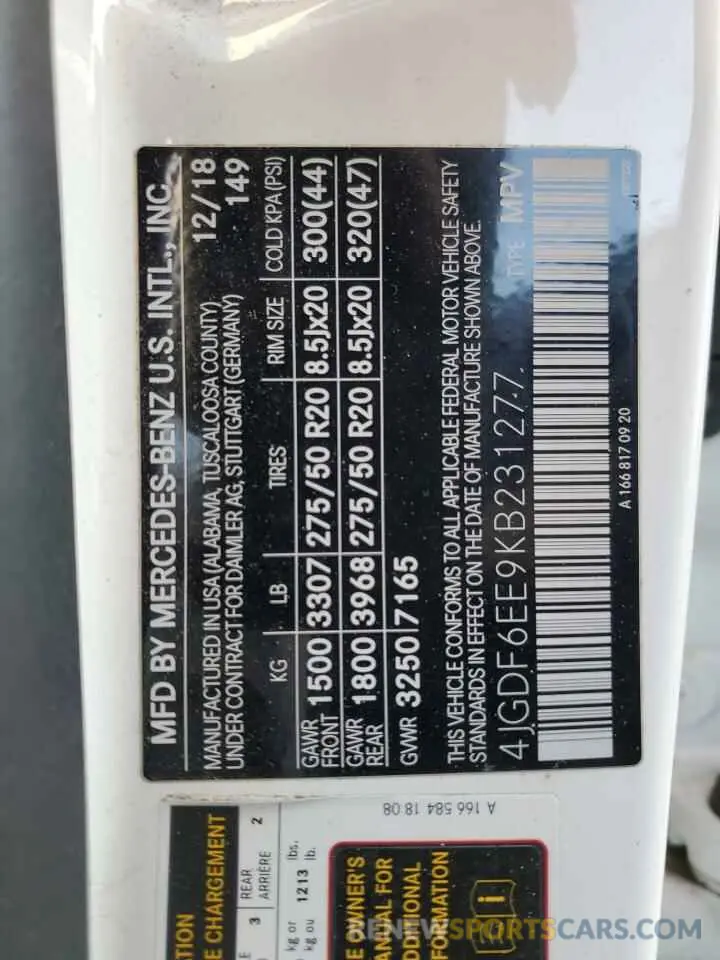 MFD BY MERCEDES-BENZ U.S. INTL., INC.
MANUFACTURED IN USA (ALABAMA, TUSCALOOSA COUNTY) 12/18
UNDER CONTRACT FOR DAIMLER AG, STUTTGART (GERMANY) 149
KG LB TIRES RIM SIZE COLD KPA (PSI)
GAWR FRONT 1500 3307 275/50 R20 8.5Jx20 300(44)
GAWR REAR 1800 3968 275/50 R20 8.5Jx20 320(47)
GVWR 3250 7165
THIS VEHICLE CONFORMS TO ALL APPLICABLE FEDERAL MOTOR VEHICLE SAFETY
STANDARDS IN EFFECT ON THE DATE OF MANUFACTURE SHOWN ABOVE.
4JGDF6EE9KB231277 TYPE MPV
A 166 817 09 20
A 166 584 18 08
TION
E CHARGEMENT
E 3 REAR 2
ARRIÈRE
kg or 1213 lbs.
kg ou lb.
E OWNER'S
ANUAL FOR
DDITIONAL
FORMATION
RENEWSPORTSCARS.COM